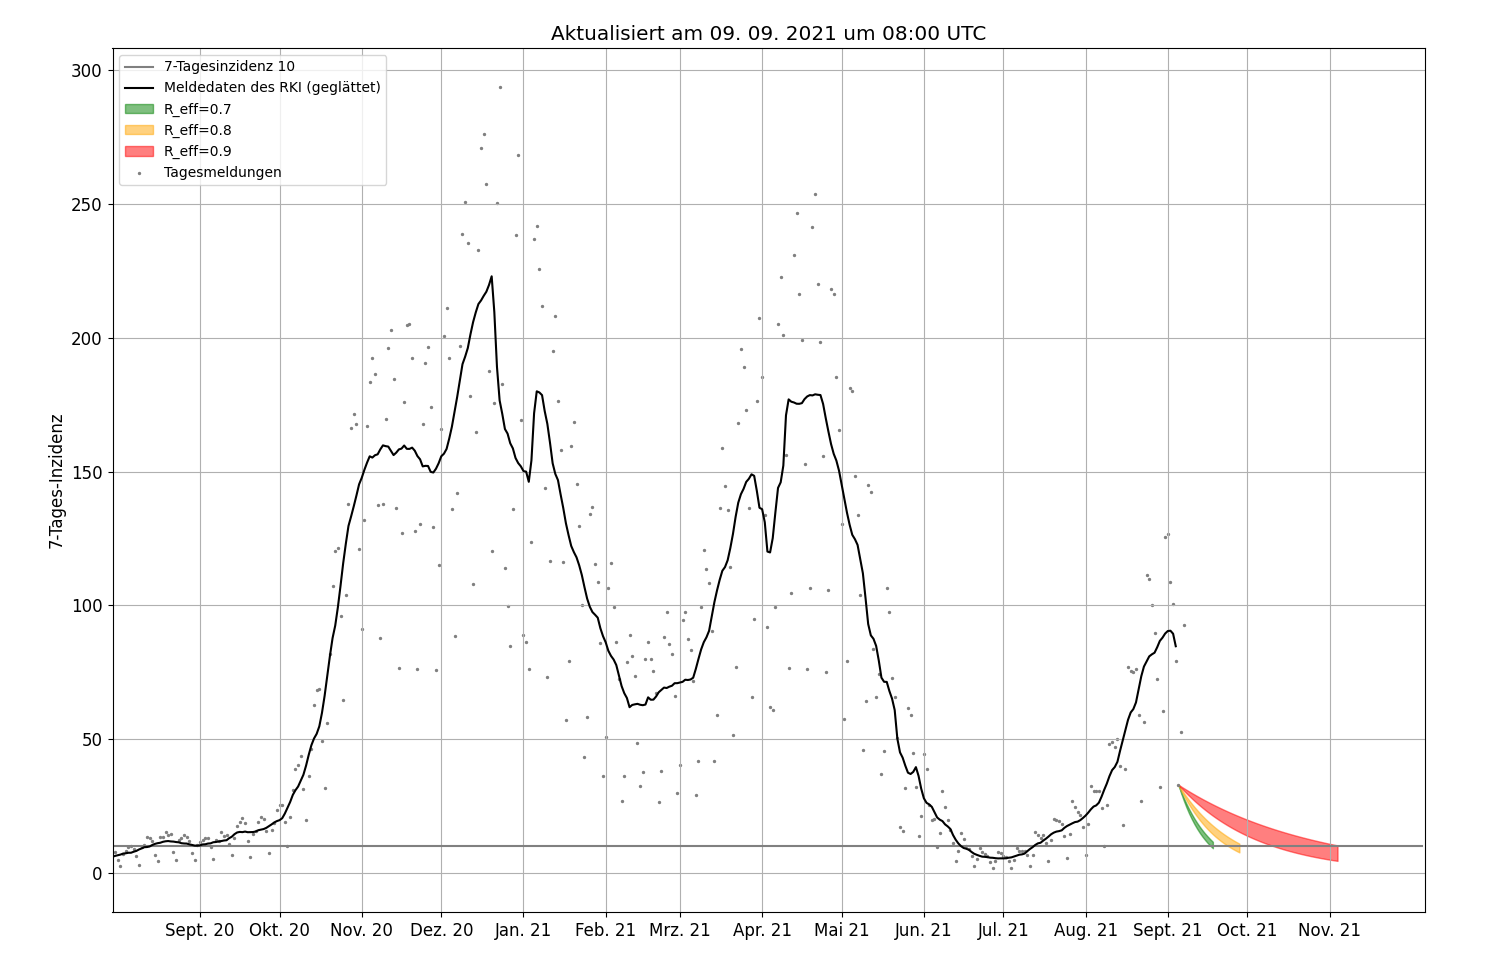 Aktualisiert am 09. 09. 2021 um 08:00 UTC
7-Tagesinzidenz 10
Meldedaten des RKI (geglättet)
R_eff=0.7
R_eff=0.8
R_eff=0.9
Tagesmeldungen
7-Tages-Inzidenz
300
250
200
150
100
50
0
Sept. 20 Okt. 20 Nov. 20 Dez. 20 Jan. 21 Feb. 21 Mrz. 21 Apr. 21 Mai 21 Jun. 21 Jul. 21 Aug. 21 Sept. 21 Oct. 21 Nov. 21